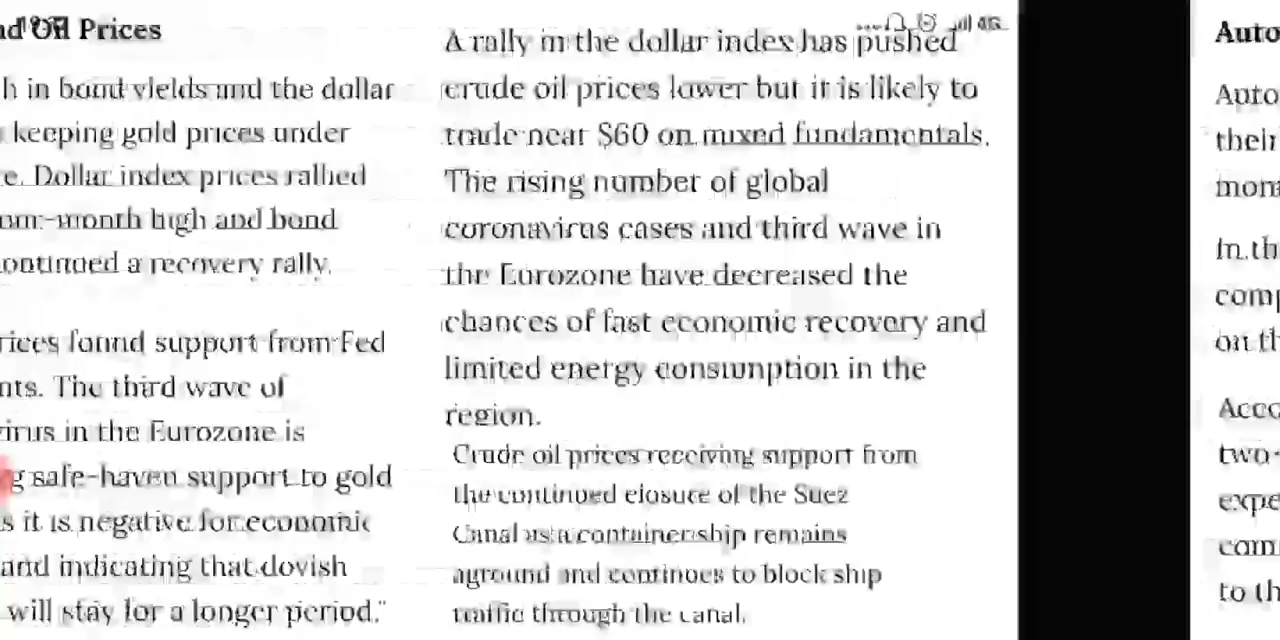 nd Oil Prices
h in bond yields and the dollar
keeping gold prices under
e. Dollar index prices rallied
-month high and bond
ontinued a recovery rally.
rices found support from Fed
nts. The third wave of
irus in the Eurozone is
g safe-haven support to gold
s it is negative for economic
and indicating that dovish
will stay for a longer period."
4G
A rally in the dollar index has pushed
crude oil prices lower but it is likely to
trade near $60 on mixed fundamentals.
The rising number of global
coronavirus cases and third wave in
the Eurozone have decreased the
chances of fast economic recovery and
limited energy consumption in the
region.
Crude oil prices receiving support from
the continued closure of the Suez
Canal as a containership remains
aground and continues to block ship
traffic through the canal.
Auto
Auto
their
mon
In th
comp
on th
Acco
two-
expe
com
to th